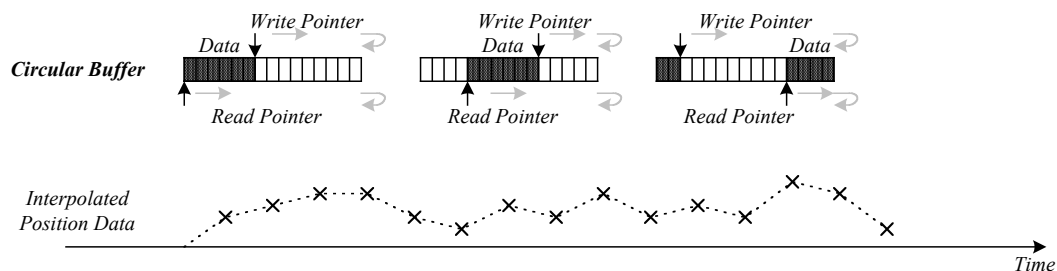 Write Pointer
Write Pointer
Write Pointer
Data
Data
Data
Circular Buffer
Read Pointer
Read Pointer
Read Pointer
Interpolated
Position Data
Time